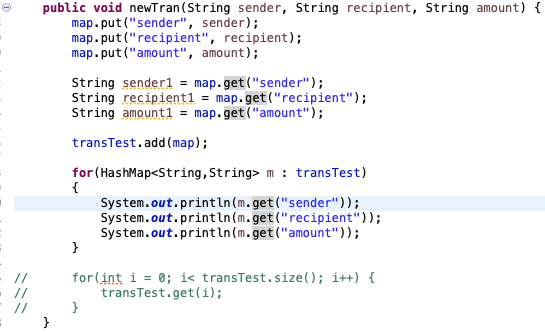 public void newTran(String sender, String recipient, String amount) {
map.put("sender", sender);
map.put("recipient", recipient);
map.put("amount", amount);
String sender1 = map.get("sender");
String recipient1 = map.get("recipient");
String amount1 = map.get("amount");
transTest.add(map);
for(HashMap<String,String> m : transTest)
{
System.out.println(m.get("sender"));
System.out.println(m.get("recipient"));
System.out.println(m.get("amount"));
}
// for(int i = 0; i< transTest.size(); i++) {
// transTest.get(i);
// }
}